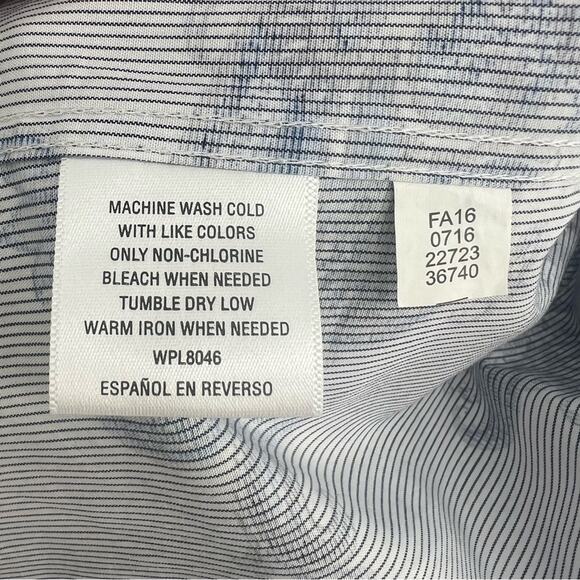 MACHINE WASH COLD
WITH LIKE COLORS
ONLY NON-CHLORINE
BLEACH WHEN NEEDED
TUMBLE DRY LOW
WARM IRON WHEN NEEDED
WPL8046
ESPAÑOL EN REVERSO
FA16
0716
22723
36740